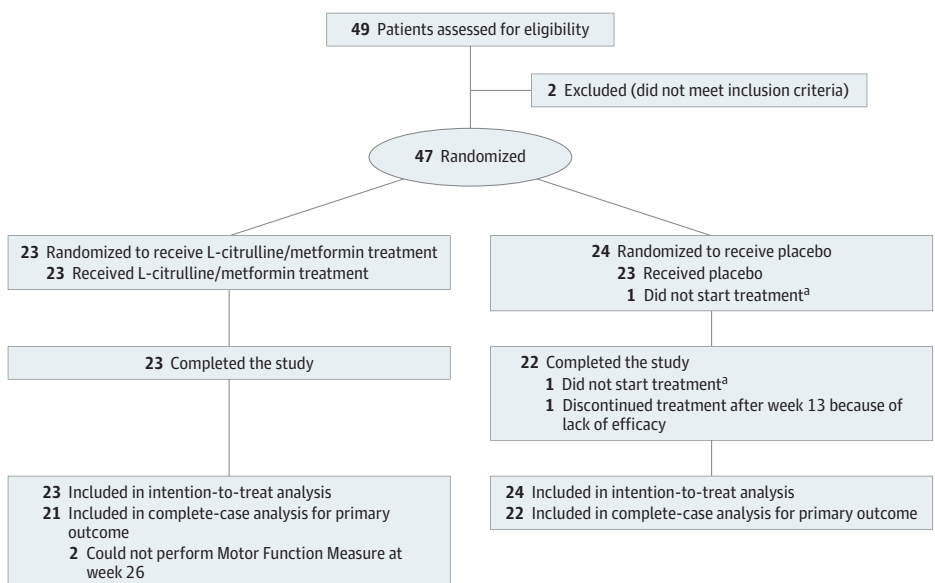 49 Patients assessed for eligibility
2 Excluded (did not meet inclusion criteria)
47 Randomized
23 Randomized to receive L-citrulline/metformin treatment
23 Received L-citrulline/metformin treatment
24 Randomized to receive placebo
23 Received placebo
1 Did not start treatmentᵃ
23 Completed the study
22 Completed the study
1 Did not start treatmentᵃ
1 Discontinued treatment after week 13 because of
lack of efficacy
23 Included in intention-to-treat analysis
21 Included in complete-case analysis for primary
outcome
2 Could not perform Motor Function Measure at
week 26
24 Included in intention-to-treat analysis
22 Included in complete-case analysis for primary outcome